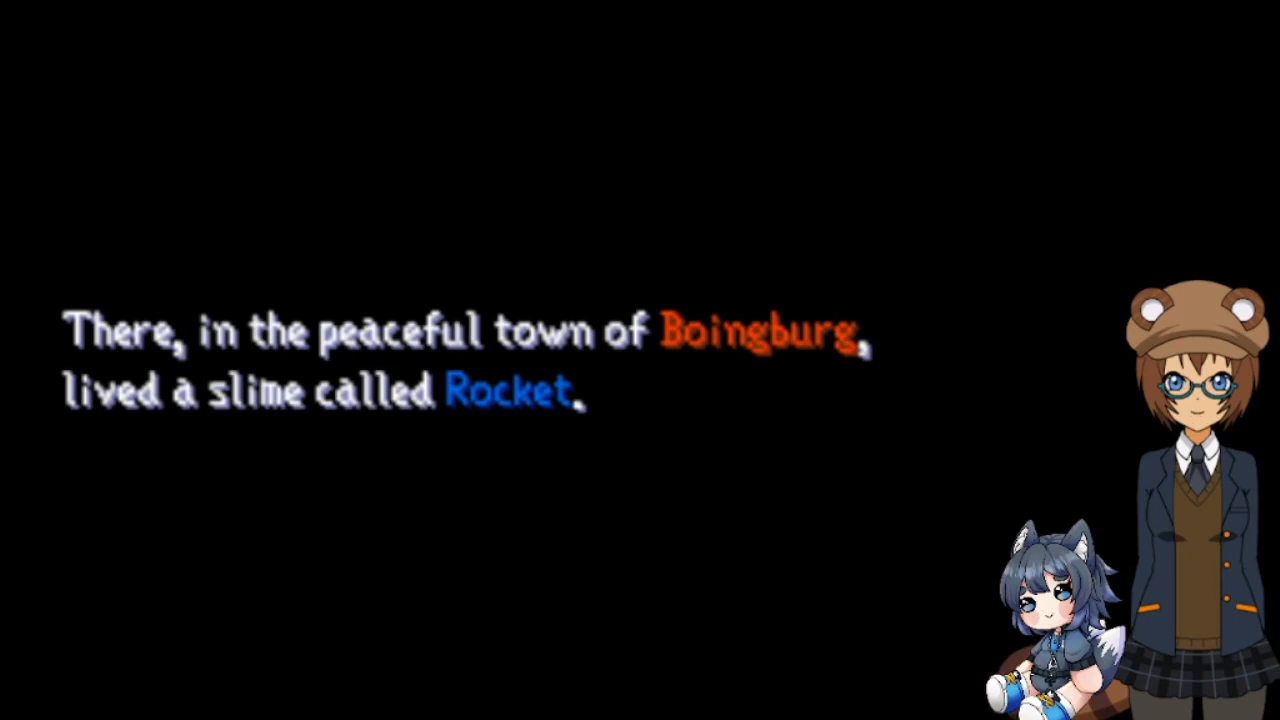 There, in the peaceful town of Boingburg,
lived a slime called Rocket.